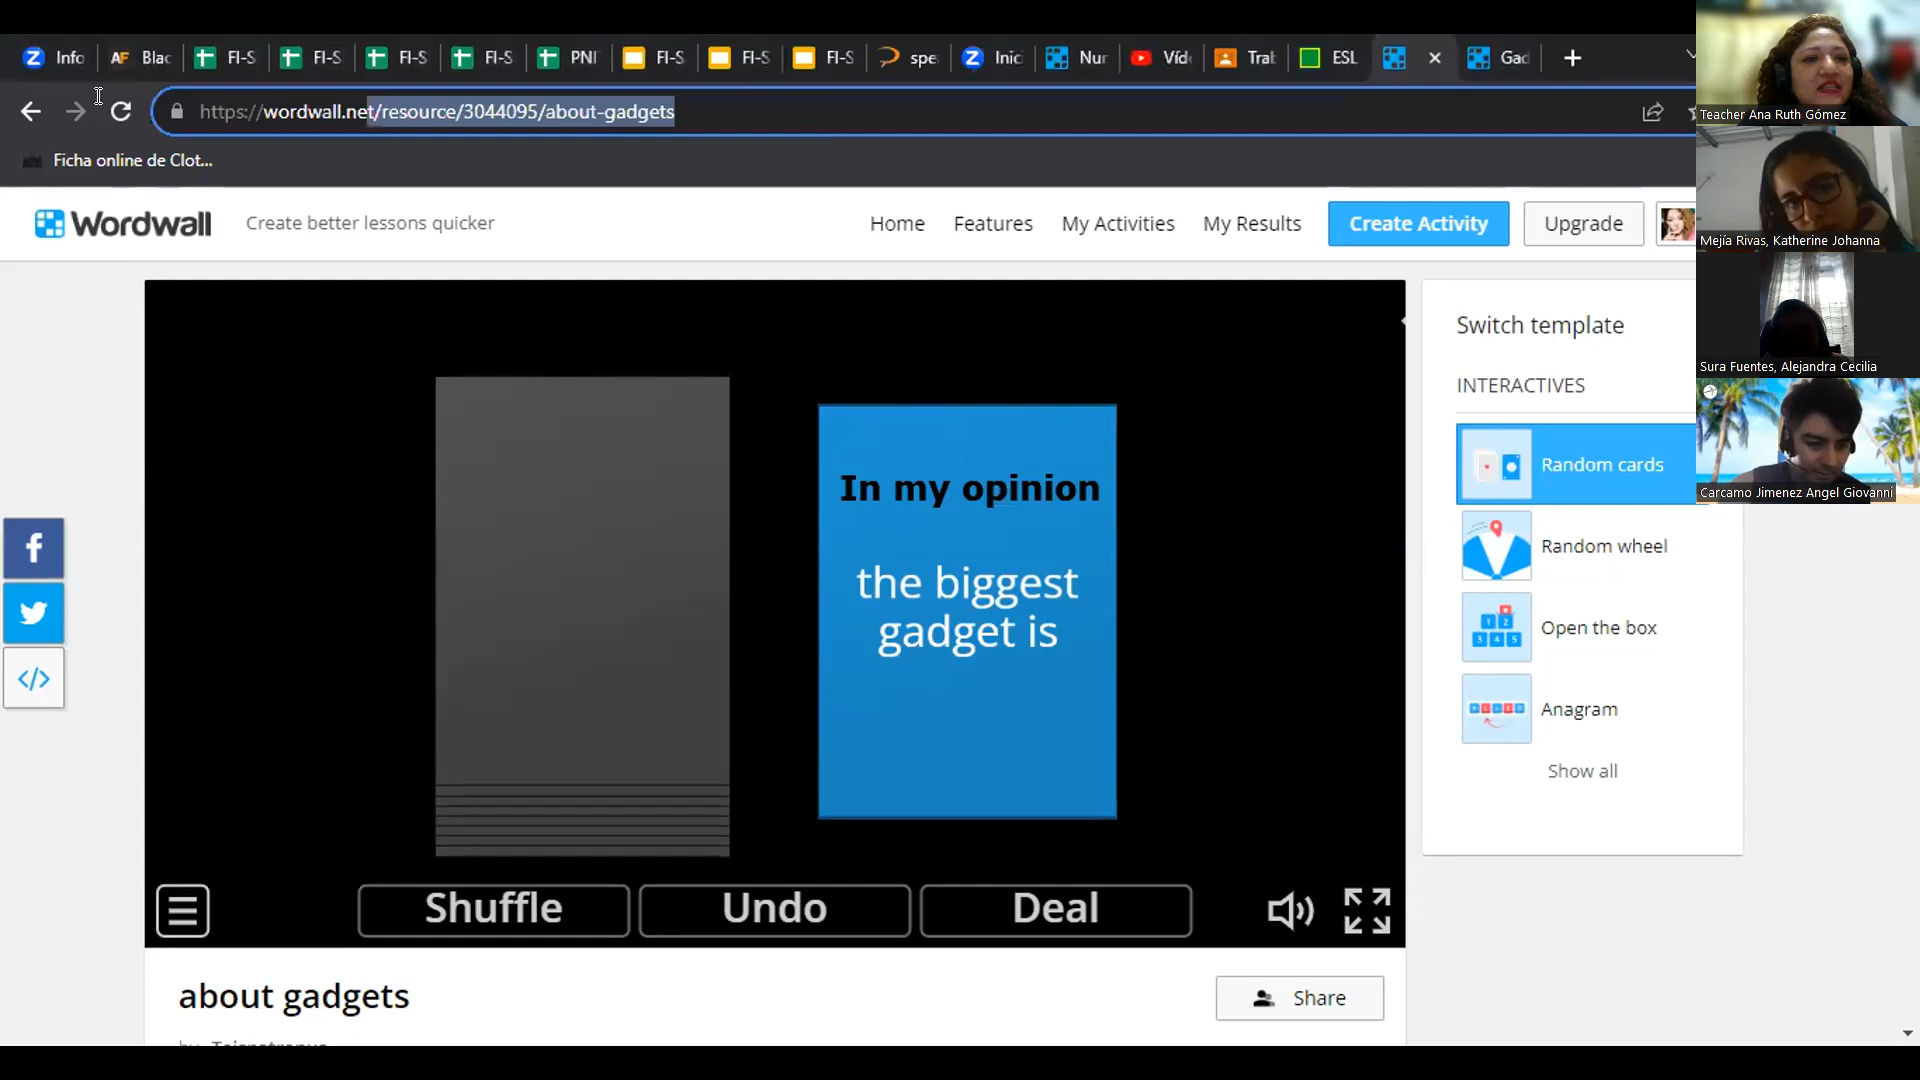 Info
Blac
FI-S
FI-S
FI-S
FI-S
PNI
FI-S
FI-S
FI-S
spe
Inic
Nur
Víd
Trab
ESL
Gad
https://wordwall.net/resource/3044095/about-gadgets
Ficha online de Clot...
Wordwall
Create better lessons quicker
Home
Features
My Activities
My Results
Create Activity
Upgrade
In my opinion
the biggest
gadget is
Shuffle
Undo
Deal
about gadgets
Share
Switch template
INTERACTIVES
Random cards
Random wheel
Open the box
Anagram
Show all
Teacher Ana Ruth Gómez
Mejía Rivas, Katherine Johanna
Sura Fuentes, Alejandra Cecilia
Carcamo Jimenez Angel Giovanni